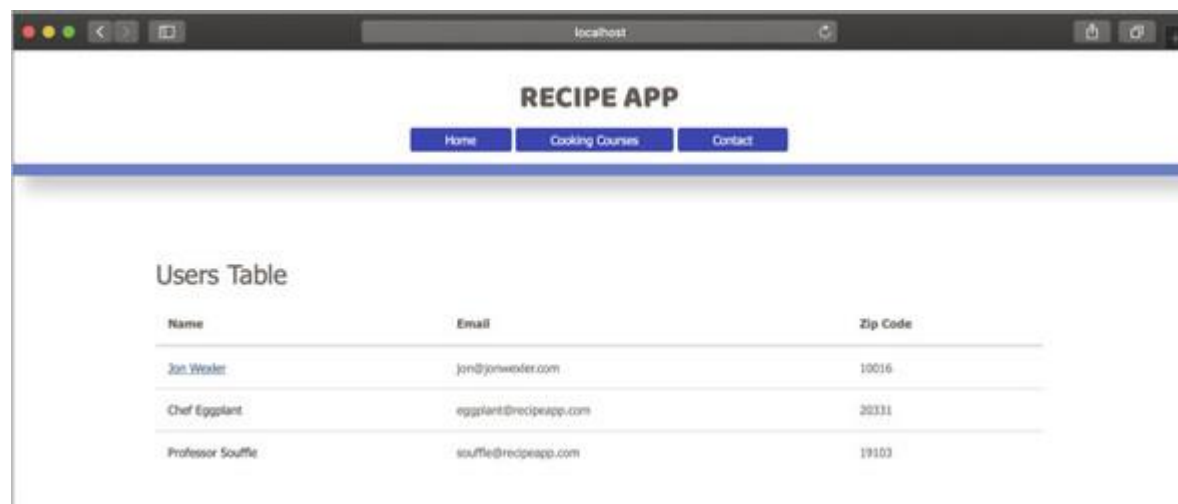 localhost
RECIPE APP
Home Cooking Courses Contact
Users Table
Name Email Zip Code
Jon Wexler jon@jonwexler.com 10016
Chef Eggplant eggplant@recipeapp.com 20331
Professor Souffle souffle@recipeapp.com 19103